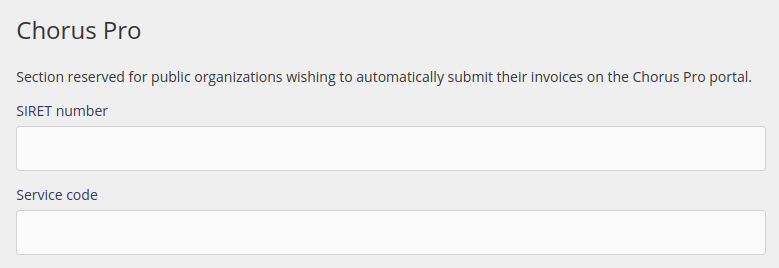 Chorus Pro
Section reserved for public organizations wishing to automatically submit their invoices on the Chorus Pro portal.
SIRET number
Service code